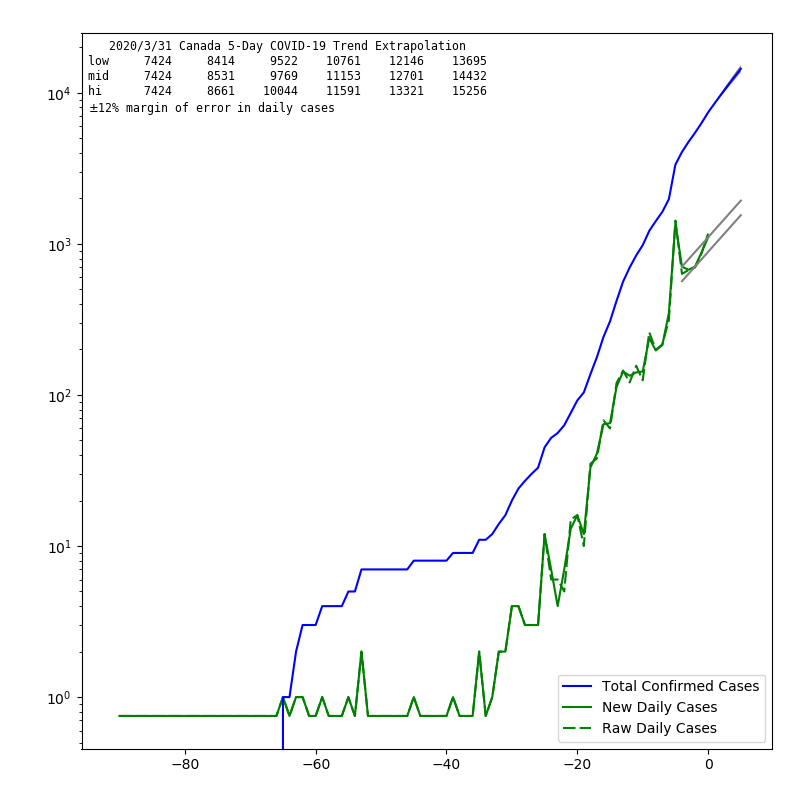 2020/3/31 Canada 5-Day COVID-19 Trend Extrapolation
low 7424 8414 9522 10761 12146 13695
mid 7424 8531 9769 11153 12701 14432
hi 7424 8661 10044 11591 13321 15256
±12% margin of error in daily cases
10⁴
10³
10²
10¹
10⁰
Total Confirmed Cases
New Daily Cases
Raw Daily Cases
−80 −60 −40 −20 0